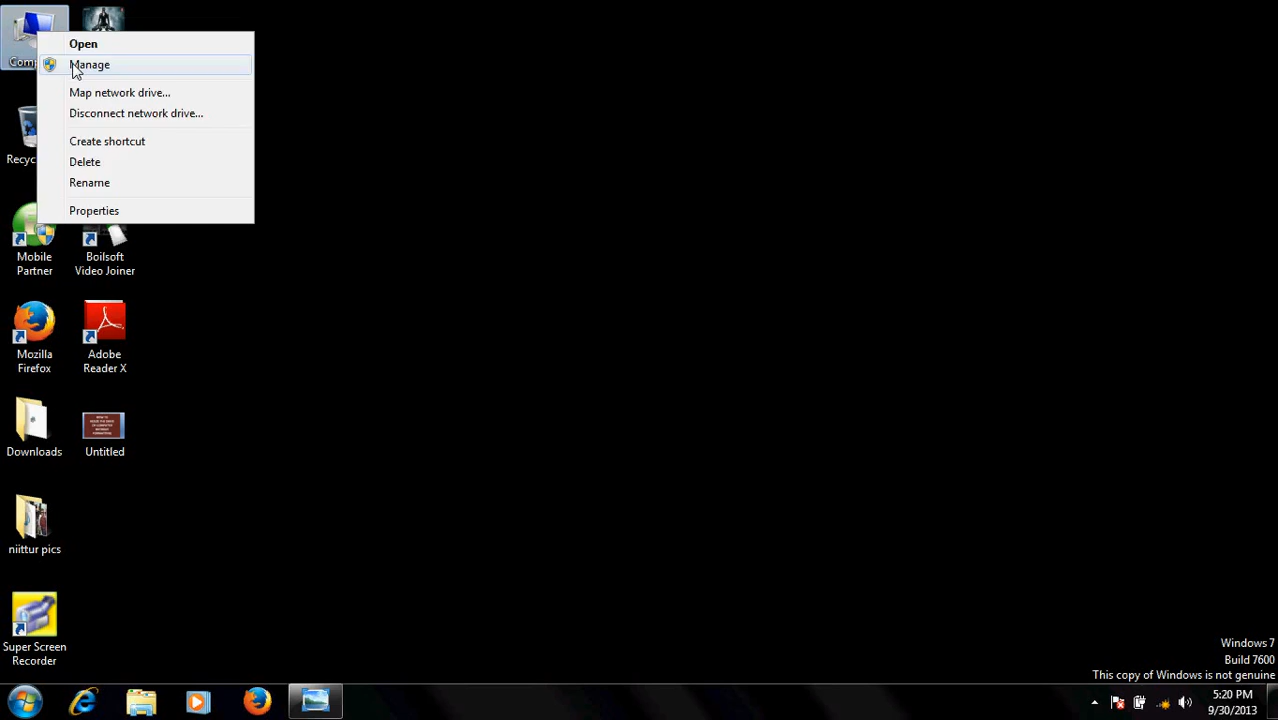 Open
Manage
Map network drive...
Disconnect network drive...
Create shortcut
Delete
Rename
Properties
Mobile
Partner
Boilsoft
Video Joiner
Mozilla
Firefox
Adobe
Reader X
Downloads
Untitled
niittur pics
Super Screen
Recorder
Windows 7
Build 7600
This copy of Windows is not genuine
5:20 PM
9/30/2013